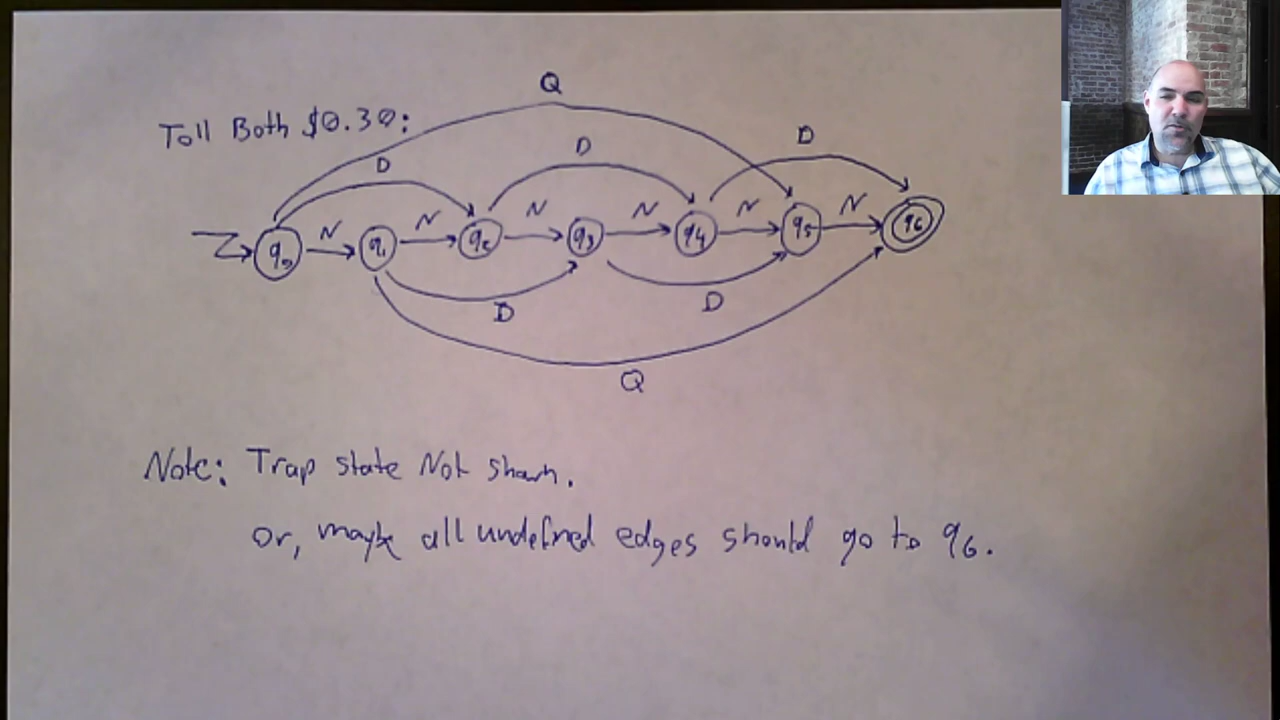 Q
Toll Both $0.30:
D D D
N N N N N N
q0 q1 q2 q3 q4 q5 q6
D D
Q
Note: Trap state Not shown.
Or, maybe all undefined edges should go to q6.